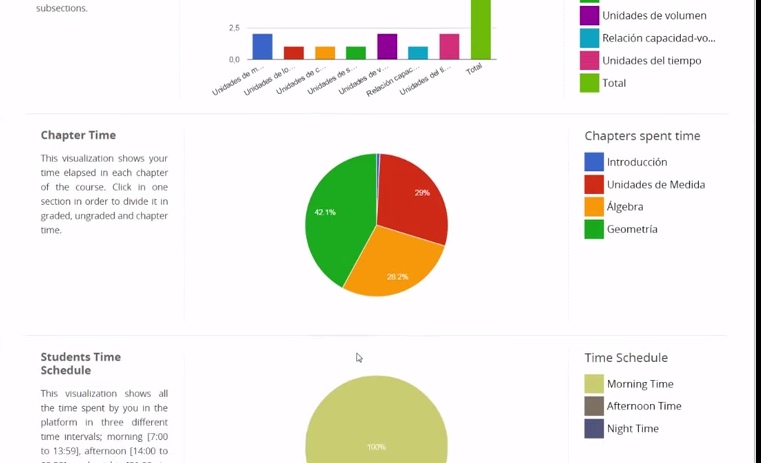 subsections.
2,5
0,0
Unidades de m...
Unidades de lo...
Unidades de c...
Unidades de s...
Unidades de v...
Relación capac...
Unidades del ti...
Total
Unidades de volumen
Relación capacidad-vo...
Unidades del tiempo
Total
Chapter Time
This visualization shows your
time elapsed in each chapter
of the course. Click in one
section in order to divide it in
graded, ungraded and chapter
time.
42.1%
29%
28.2%
Chapters spent time
Introducción
Unidades de Medida
Álgebra
Geometría
Students Time
Schedule
This visualization shows all
the time spent by you in the
platform in three different
time intervals; morning [7:00
to 13:59], afternoon [14:00 to
100%
Time Schedule
Morning Time
Afternoon Time
Night Time